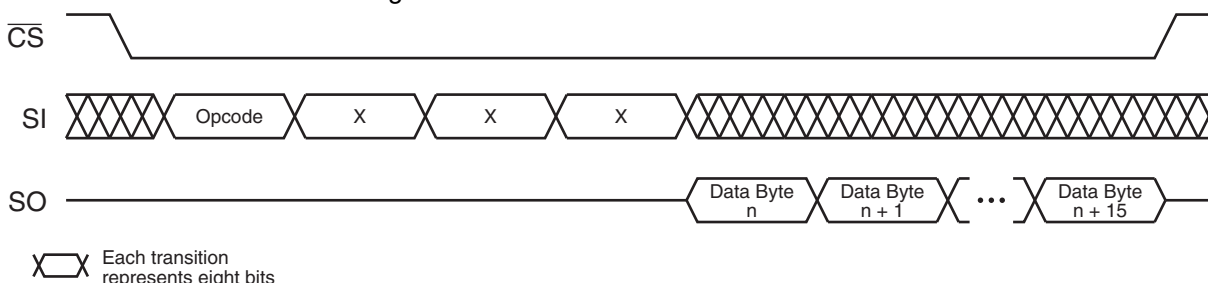 CS
SI
Opcode
X
X
X
SO
Data Byte
n
Data Byte
n + 1
•••
Data Byte
n + 15
Each transition
represents eight bits